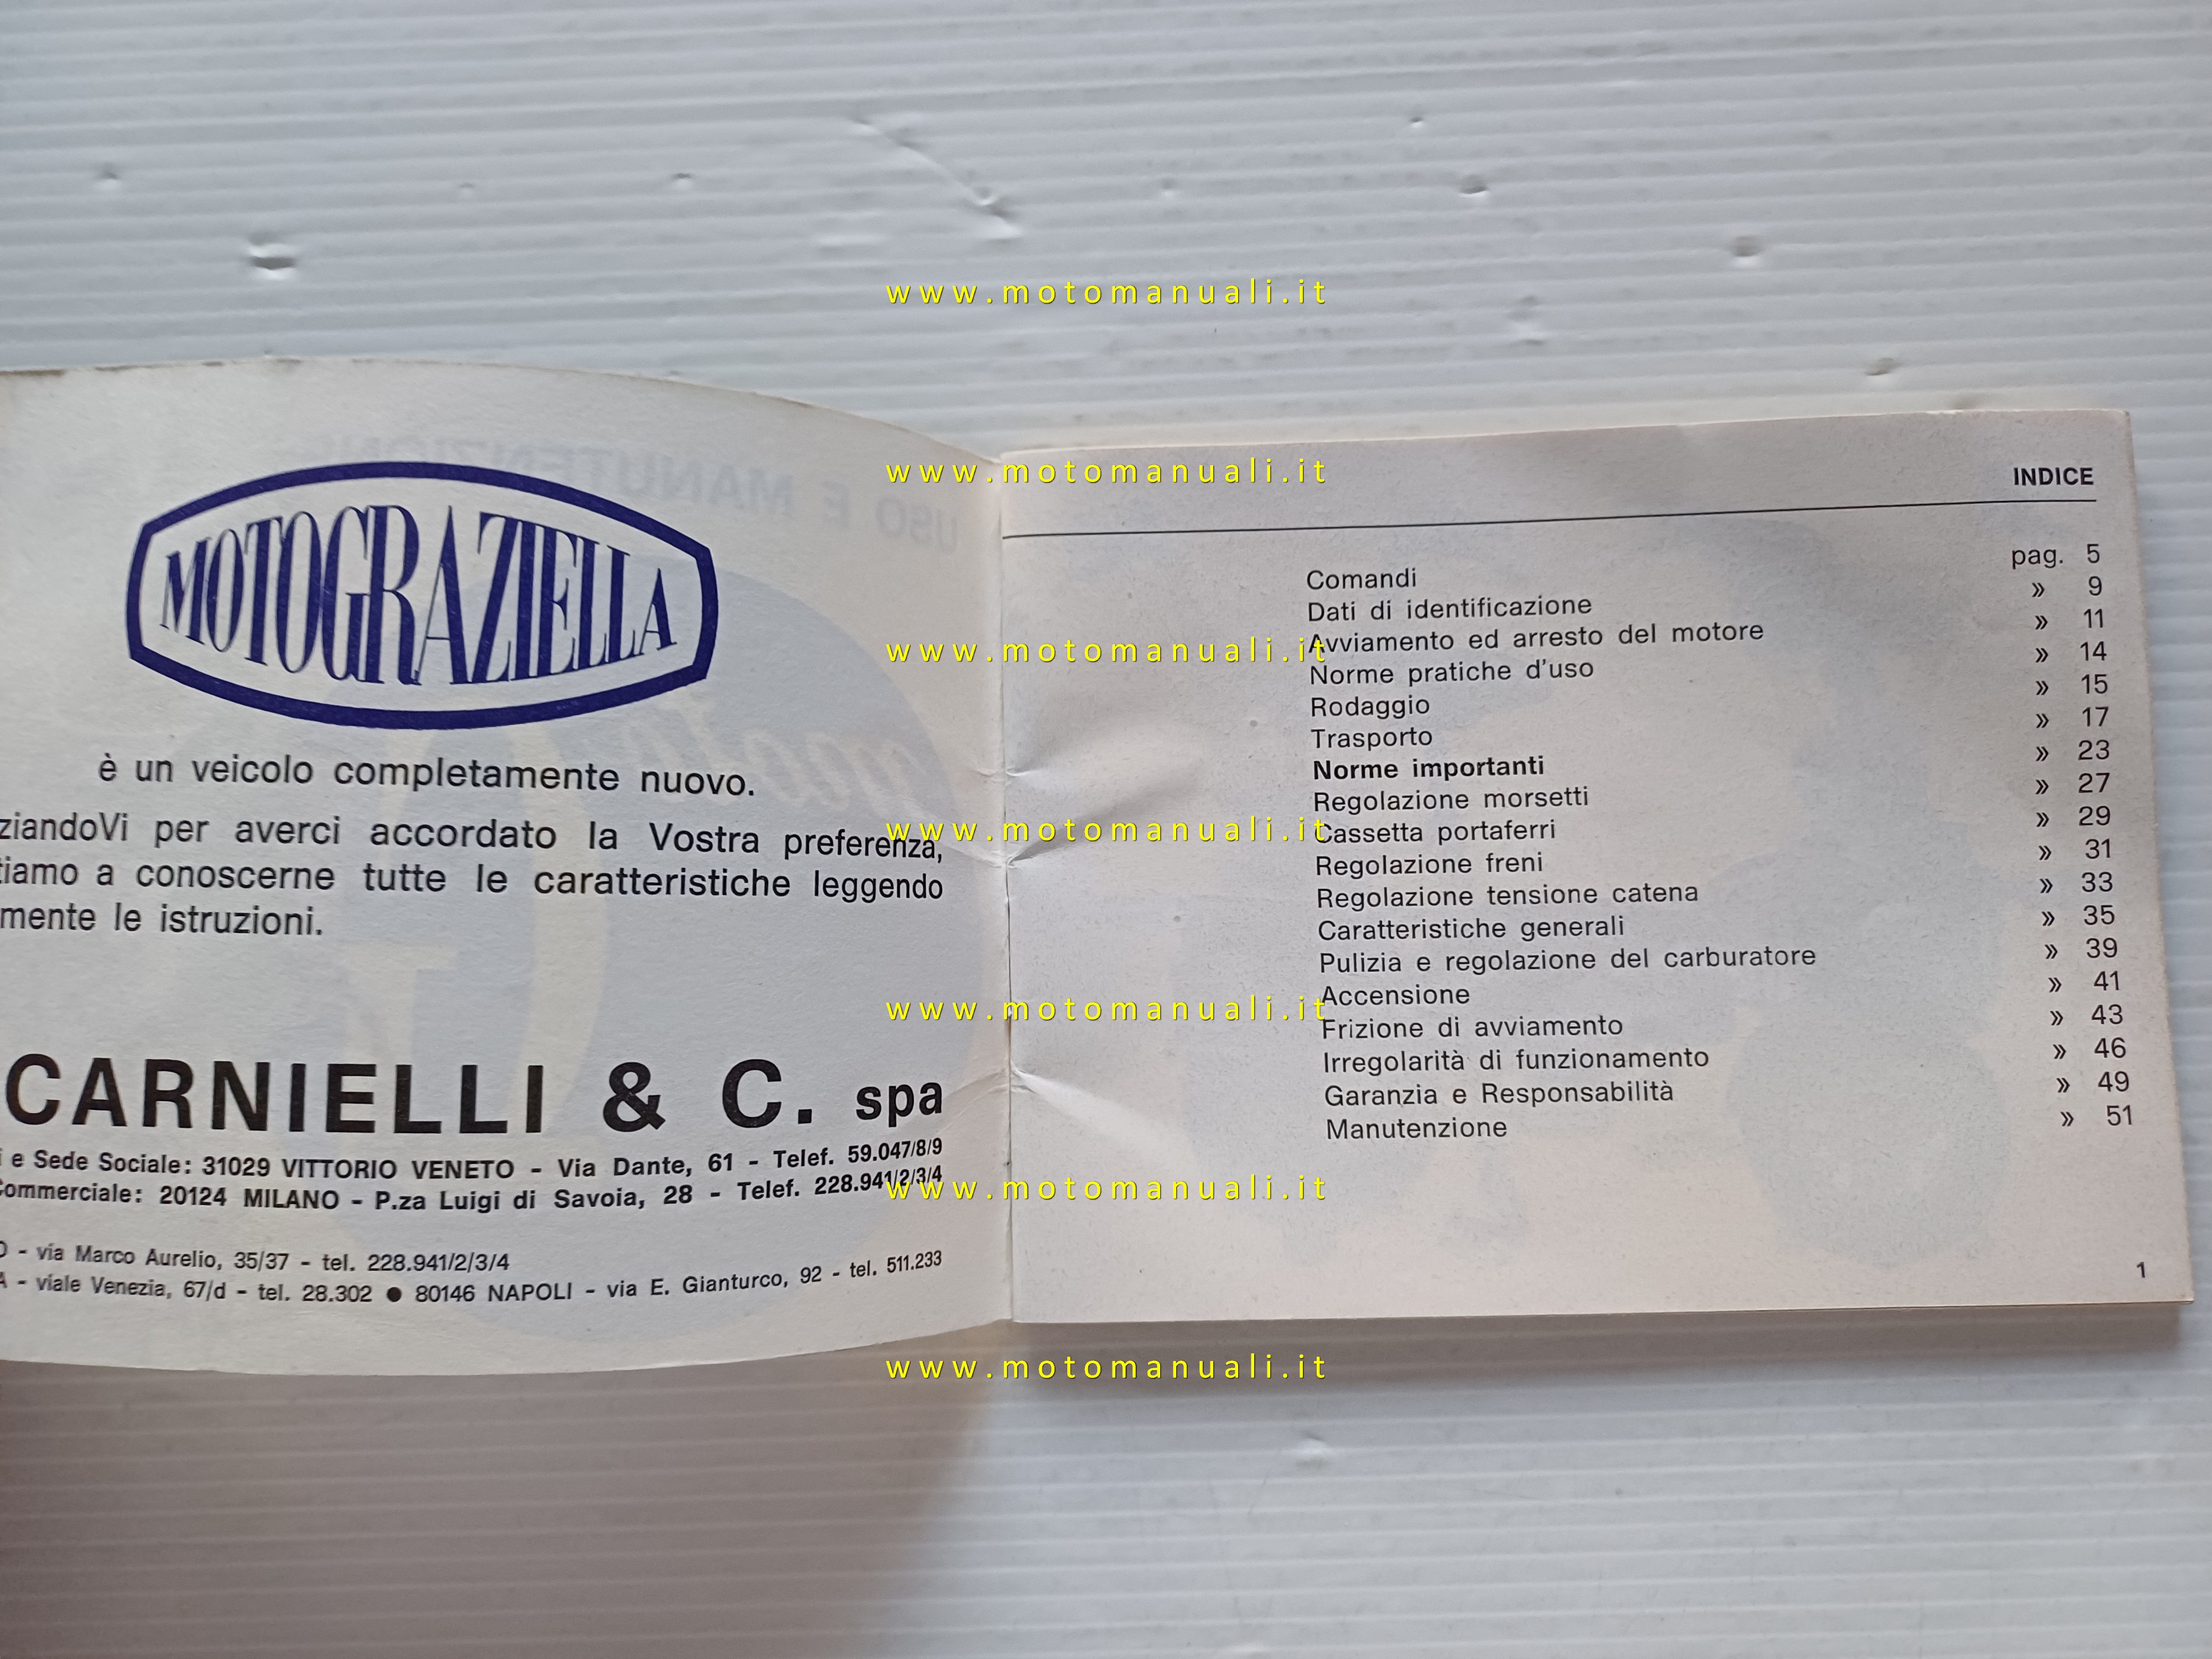 www.motomanuali.it
www.motomanuali.it
www.motomanuali.it
www.motomanuali.it
www.motomanuali.it
www.motomanuali.it
www.motomanuali.it
USO E MANUTENZIONE
MOTOGRAZIELLA
è un veicolo completamente nuovo.
ziandoVi per averci accordato la Vostra preferenza,
tiamo a conoscerne tutte le caratteristiche leggendo
mente le istruzioni.
CARNIELLI & C. spa
i e Sede Sociale: 31029 VITTORIO VENETO - Via Dante, 61 - Telef. 59.047/8/9
Commerciale: 20124 MILANO - P.za Luigi di Savoia, 28 - Telef. 228.941/2/3/4
O - via Marco Aurelio, 35/37 - tel. 228.941/2/3/4
A - viale Venezia, 67/d - tel. 28.302 ● 80146 NAPOLI - via E. Gianturco, 92 - tel. 511.233
INDICE
Comandi pag. 5
Dati di identificazione » 9
Avviamento ed arresto del motore » 11
Norme pratiche d'uso » 14
Rodaggio » 15
Trasporto » 17
Norme importanti » 23
Regolazione morsetti » 27
Cassetta portaferri » 29
Regolazione freni » 31
Regolazione tensione catena » 33
Caratteristiche generali » 35
Pulizia e regolazione del carburatore » 39
Accensione » 41
Frizione di avviamento » 43
Irregolarità di funzionamento » 46
Garanzia e Responsabilità » 49
Manutenzione » 51
1